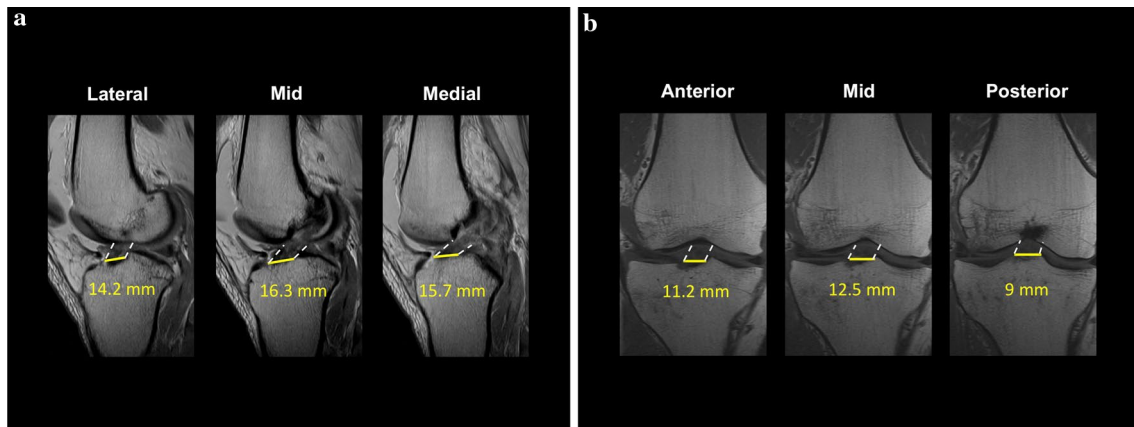 a
Lateral Mid Medial
14.2 mm 16.3 mm 15.7 mm
b
Anterior Mid Posterior
11.2 mm 12.5 mm 9 mm